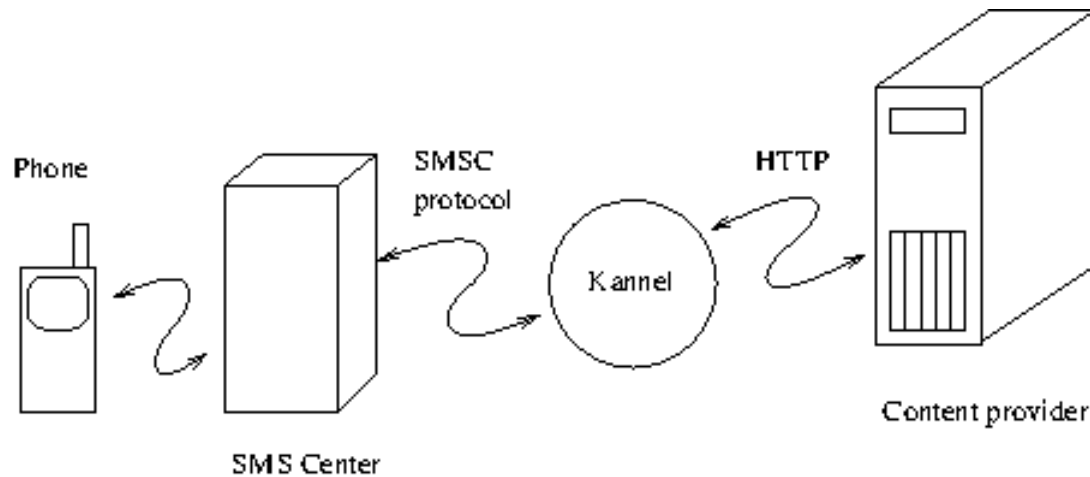 Phone
SMSC
protocol
HTTP
Kannel
Content provider
SMS Center